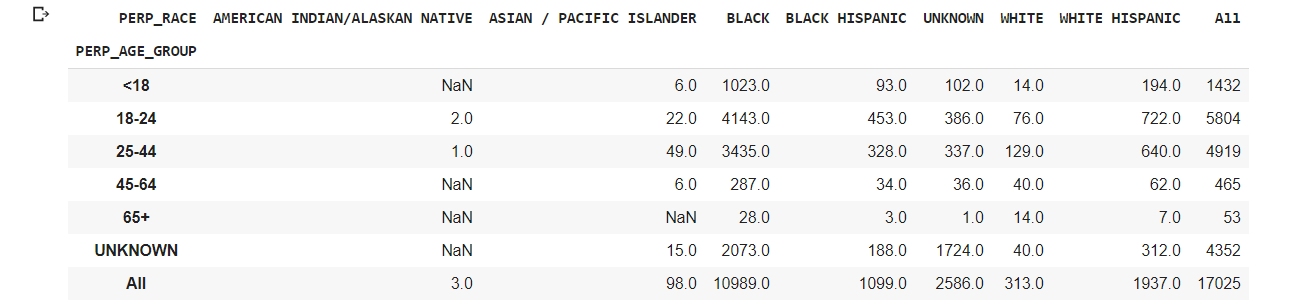 PERP_RACE AMERICAN INDIAN/ALASKAN NATIVE ASIAN / PACIFIC ISLANDER BLACK BLACK HISPANIC UNKNOWN WHITE WHITE HISPANIC All
PERP_AGE_GROUP
<18 NaN 6.0 1023.0 93.0 102.0 14.0 194.0 1432
18-24 2.0 22.0 4143.0 453.0 386.0 76.0 722.0 5804
25-44 1.0 49.0 3435.0 328.0 337.0 129.0 640.0 4919
45-64 NaN 6.0 287.0 34.0 36.0 40.0 62.0 465
65+ NaN NaN 28.0 3.0 1.0 14.0 7.0 53
UNKNOWN NaN 15.0 2073.0 188.0 1724.0 40.0 312.0 4352
All 3.0 98.0 10989.0 1099.0 2586.0 313.0 1937.0 17025